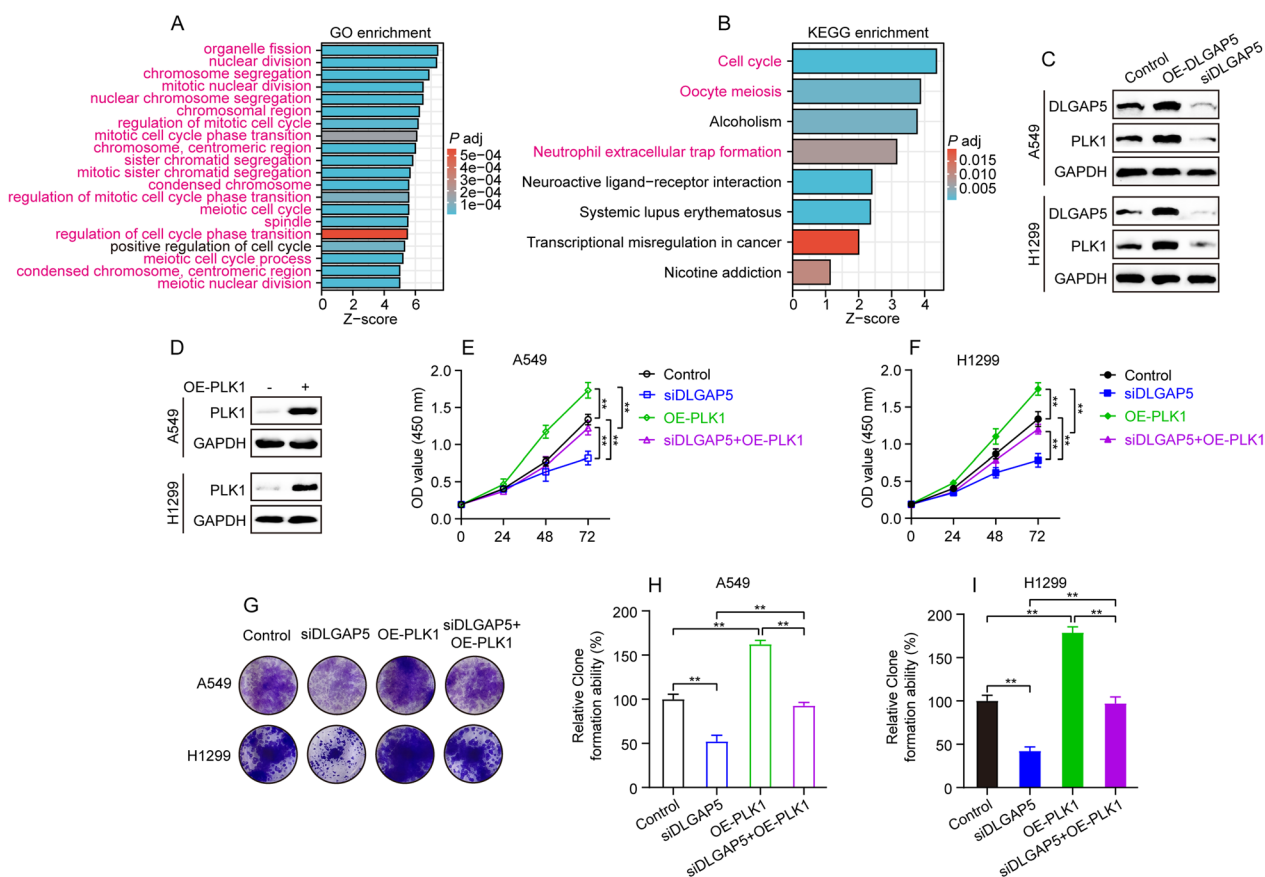 A
GO enrichment
organelle fission
nuclear division
chromosome segregation
mitotic nuclear division
nuclear chromosome segregation
chromosomal region
regulation of mitotic cell cycle
mitotic cell cycle phase transition
chromosome, centromeric region
sister chromatid segregation
mitotic sister chromatid segregation
condensed chromosome
regulation of mitotic cell cycle phase transition
meiotic cell cycle
spindle
regulation of cell cycle phase transition
positive regulation of cell cycle
meiotic cell cycle process
condensed chromosome, centromeric region
meiotic nuclear division
0 2 4 6
Z−score
P adj
5e−04
4e−04
3e−04
2e−04
1e−04
B
KEGG enrichment
Cell cycle
Oocyte meiosis
Alcoholism
Neutrophil extracellular trap formation
Neuroactive ligand−receptor interaction
Systemic lupus erythematosus
Transcriptional misregulation in cancer
Nicotine addiction
0 1 2 3 4
Z−score
P adj
0.015
0.010
0.005
C
Control OE-DLGAP5 siDLGAP5
A549
DLGAP5
PLK1
GAPDH
H1299
DLGAP5
PLK1
GAPDH
D
OE-PLK1 - +
A549
PLK1
GAPDH
H1299
PLK1
GAPDH
E
A549
OD value (450 nm)
2.0
1.5
1.0
0.5
0.0
0 24 48 72
Control
siDLGAP5
OE-PLK1
siDLGAP5+OE-PLK1
** ** ** **
F
H1299
OD value (450 nm)
2.0
1.5
1.0
0.5
0.0
0 24 48 72
Control
siDLGAP5
OE-PLK1
siDLGAP5+OE-PLK1
** ** ** **
G
Control siDLGAP5 OE-PLK1 siDLGAP5+
OE-PLK1
A549
H1299
H
A549
Relative Clone
formation ability (%)
200
150
100
50
0
**
** **
**
Control siDLGAP5 OE-PLK1 siDLGAP5+OE-PLK1
I
H1299
Relative Clone
formation ability (%)
200
150
100
50
0
**
** **
**
Control siDLGAP5 OE-PLK1 siDLGAP5+OE-PLK1